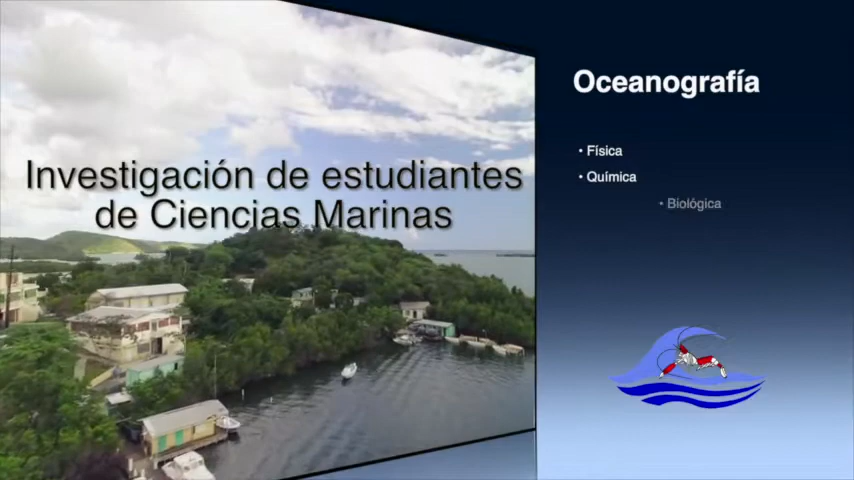 Investigación de estudiantes
de Ciencias Marinas
Oceanografía
• Física
• Química
• Biológica